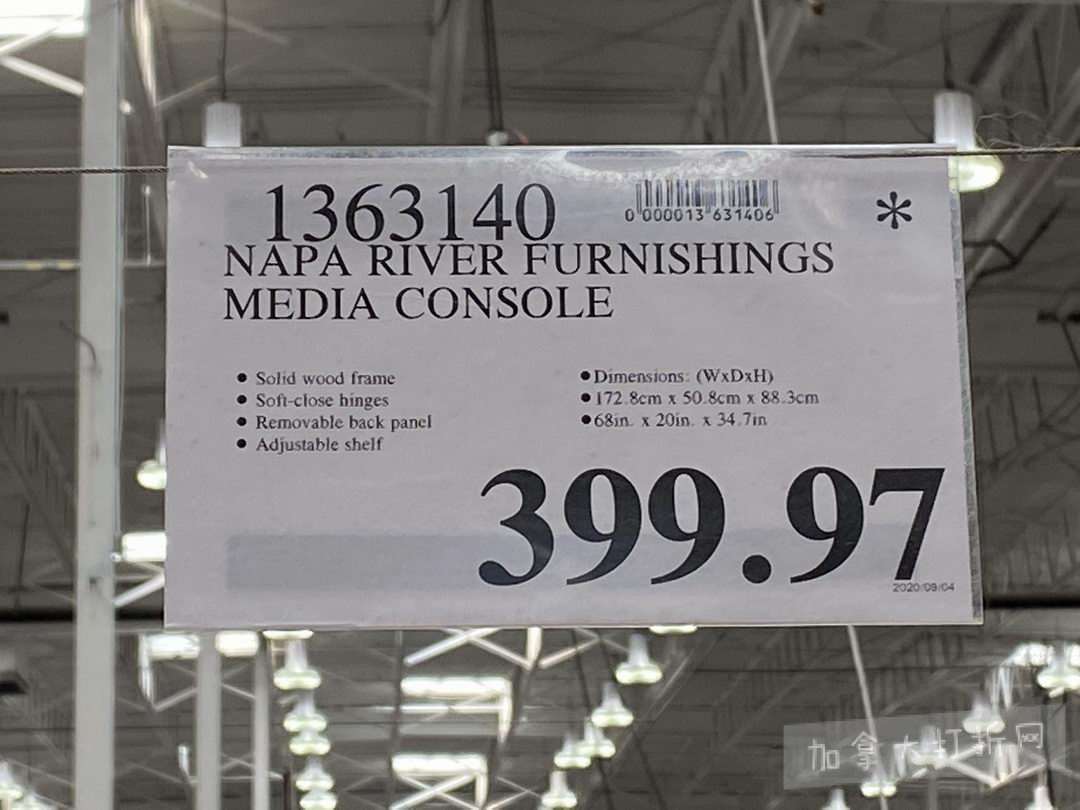 1363140
0 000013 631406
*
NAPA RIVER FURNISHINGS
MEDIA CONSOLE
• Solid wood frame
• Soft-close hinges
• Removable back panel
• Adjustable shelf
• Dimensions: (WxDxH)
• 172.8cm x 50.8cm x 88.3cm
• 68in. x 20in. x 34.7in
399.97
2020/09/04
加拿大打折网